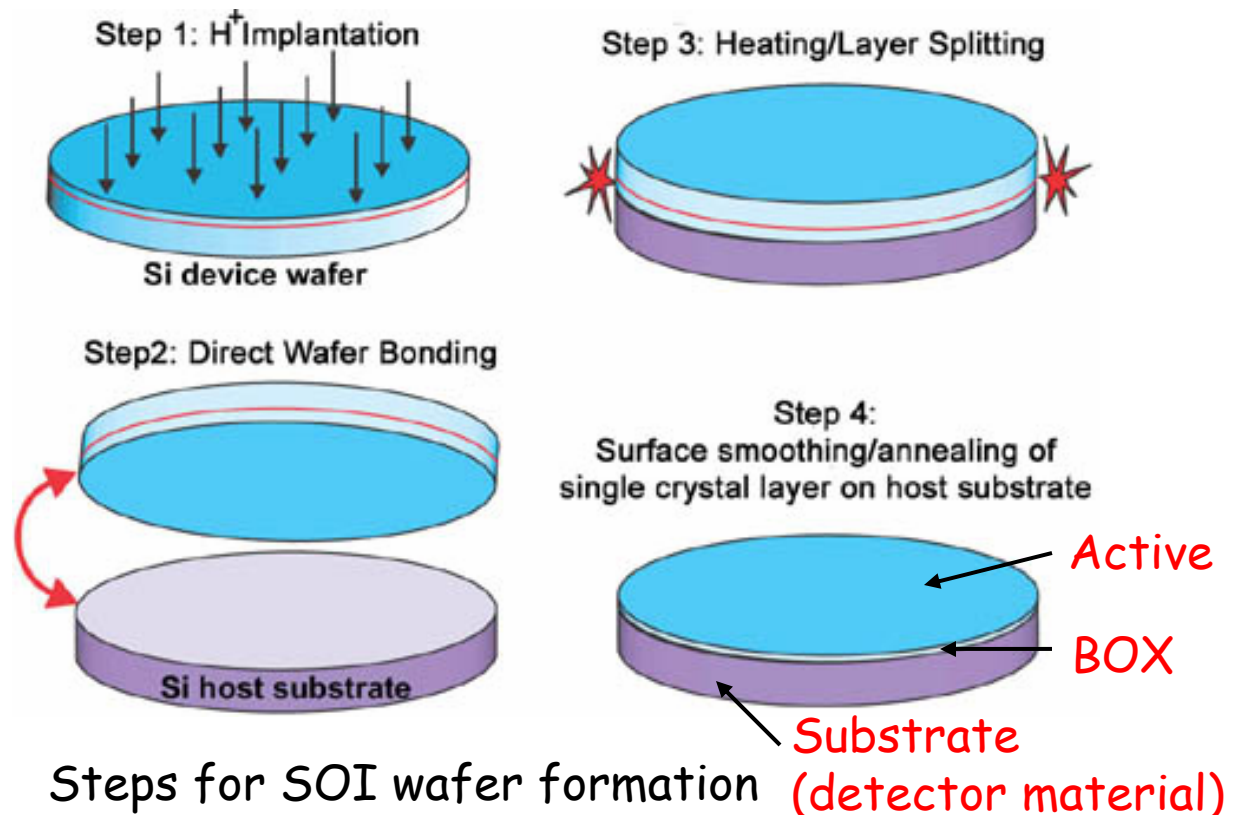 Step 1: H+ Implantation
Si device wafer
Step2: Direct Wafer Bonding
Si host substrate
Step 3: Heating/Layer Splitting
Step 4:
Surface smoothing/annealing of
single crystal layer on host substrate
Active
BOX
Substrate
(detector material)
Steps for SOI wafer formation